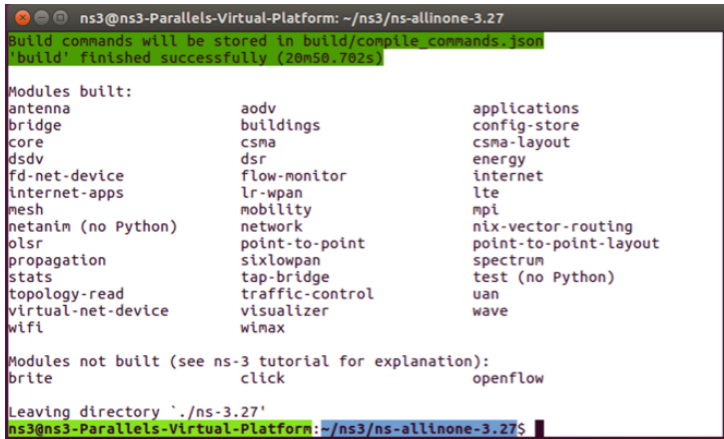 ns3@ns3-Parallels-Virtual-Platform: ~/ns3/ns-allinone-3.27
Build commands will be stored in build/compile_commands.json
'build' finished successfully (20m50.702s)
Modules built:
antenna aodv applications
bridge buildings config-store
core csma csma-layout
dsdv dsr energy
fd-net-device flow-monitor internet
internet-apps lr-wpan lte
mesh mobility mpi
netanim (no Python) network nix-vector-routing
olsr point-to-point point-to-point-layout
propagation sixlowpan spectrum
stats tap-bridge test (no Python)
topology-read traffic-control uan
virtual-net-device visualizer wave
wifi wimax
Modules not built (see ns-3 tutorial for explanation):
brite click openflow
Leaving directory `./ns-3.27'
ns3@ns3-Parallels-Virtual-Platform:~/ns3/ns-allinone-3.27$